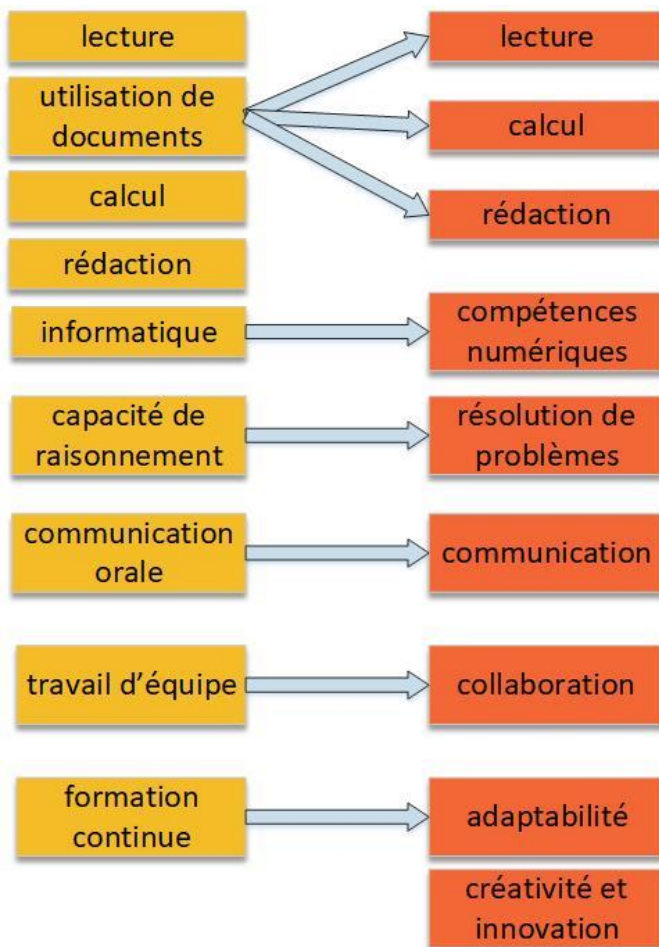 lecture
utilisation de
documents
calcul
rédaction
informatique
capacité de
raisonnement
communication
orale
travail d’équipe
formation
continue
lecture
calcul
rédaction
compétences
numériques
résolution de
problèmes
communication
collaboration
adaptabilité
créativité et
innovation